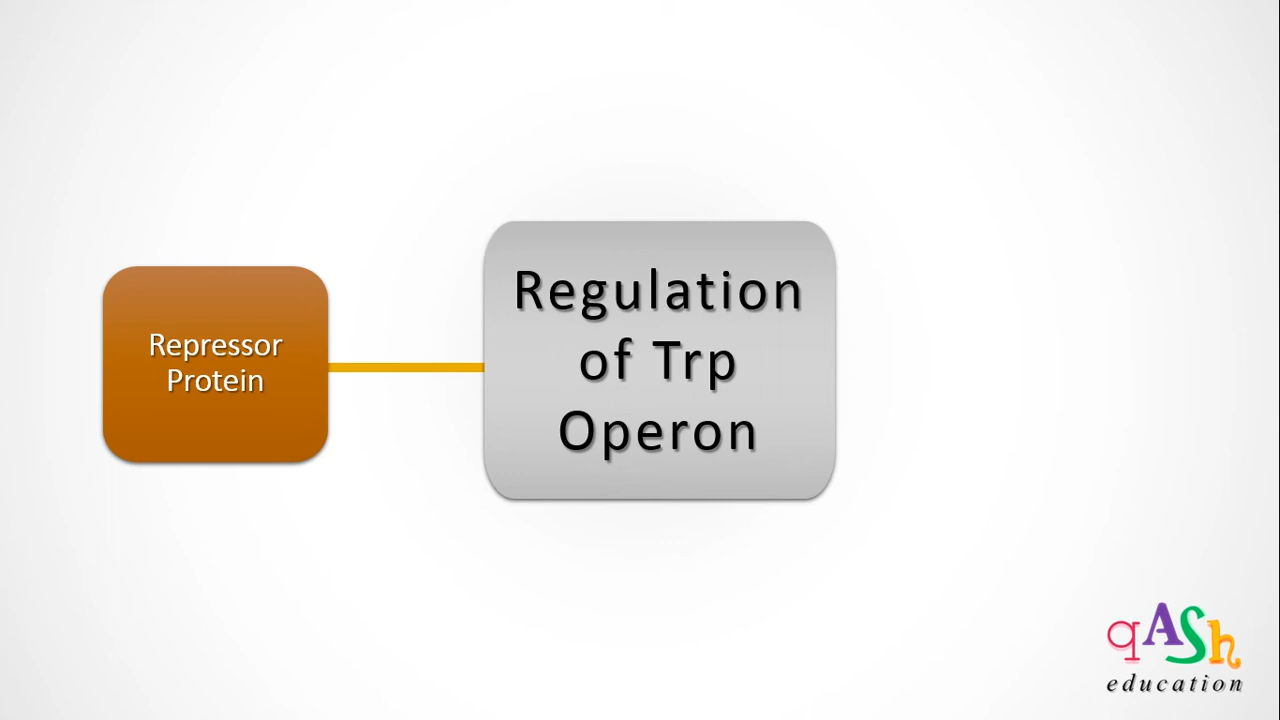 Repressor
Protein
Regulation
of Trp
Operon
qASh
education